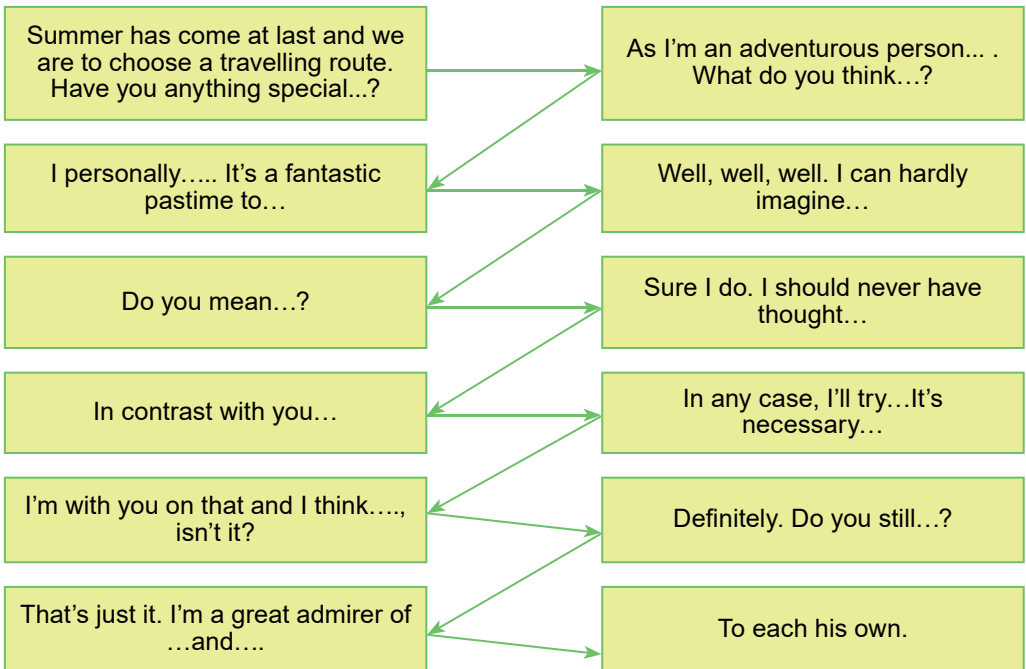 Summer has come at last and we
are to choose a travelling route.
Have you anything special...?
As I’m an adventurous person... .
What do you think…?
I personally….. It’s a fantastic
pastime to…
Well, well, well. I can hardly
imagine…
Do you mean…?
Sure I do. I should never have
thought…
In contrast with you…
In any case, I’ll try…It’s
necessary…
I’m with you on that and I think….,
isn’t it?
Definitely. Do you still…?
That’s just it. I’m a great admirer of
…and….
To each his own.